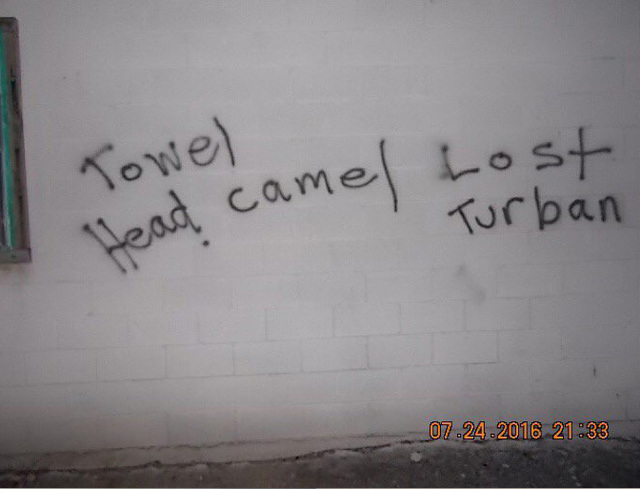 Towel
Head. camel Lost
Turban
07.24.2016 21:33